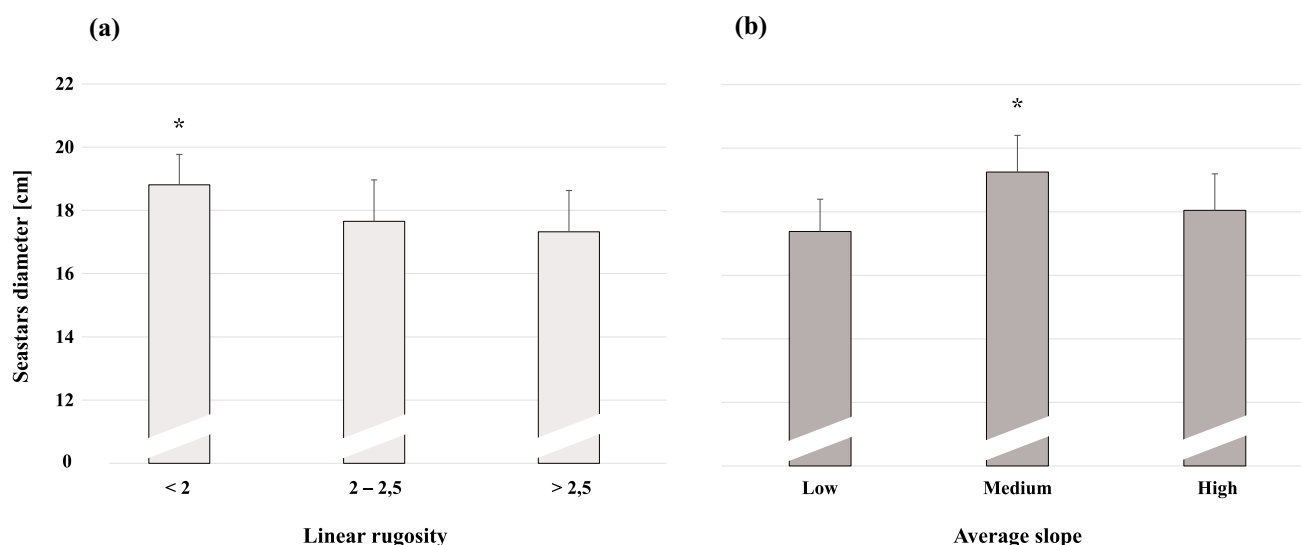 (a)
(b)
Seastars diameter [cm]
22
20
18
16
14
12
0
*
*
< 2
2 – 2,5
> 2,5
Low
Medium
High
Linear rugosity
Average slope